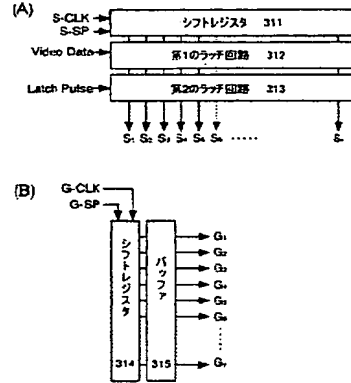 (A)
S-CLK
S-SP
シフトレジスタ 311
Video Data
第1のラッチ回路 312
Latch Pulse
第2のラッチ回路 313
S₁ S₂ S₃ S₄ S₅ ......
(B)
G-CLK
G-SP
シフトレジスタ
314
バッファ
315
G₁
G₂
G₃
G₄
G₅
G₆